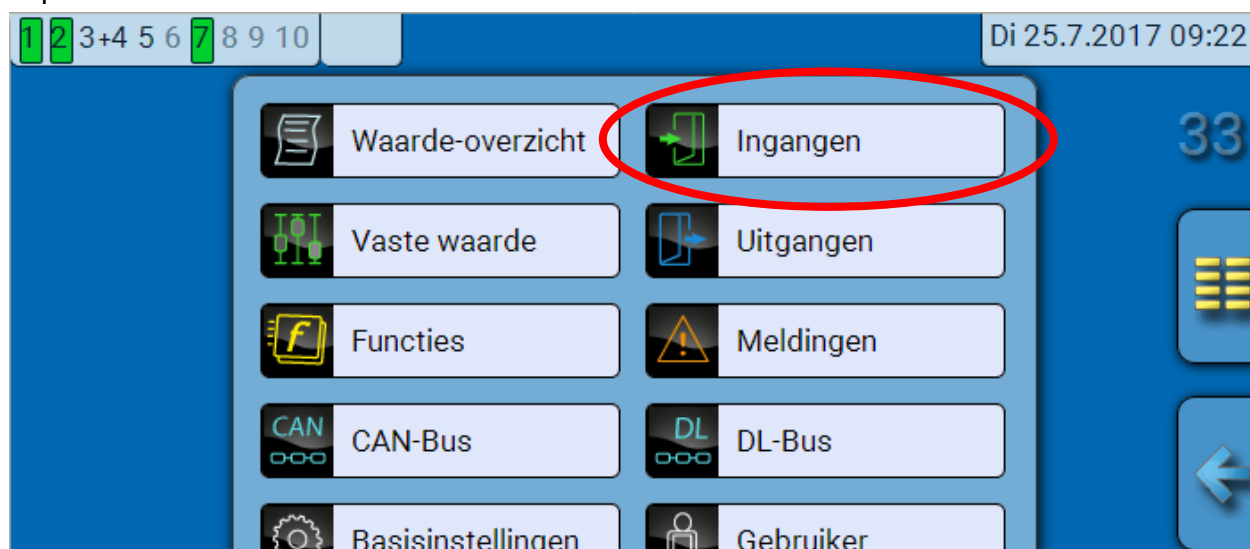 1 2 3+4 5 6 7 8 9 10
Di 25.7.2017 09:22
Waarde-overzicht
Ingangen
33
Vaste waarde
Uitgangen
f
Functies
Meldingen
CAN
CAN-Bus
DL
DL-Bus
Basisinstellingen
Gebruiker